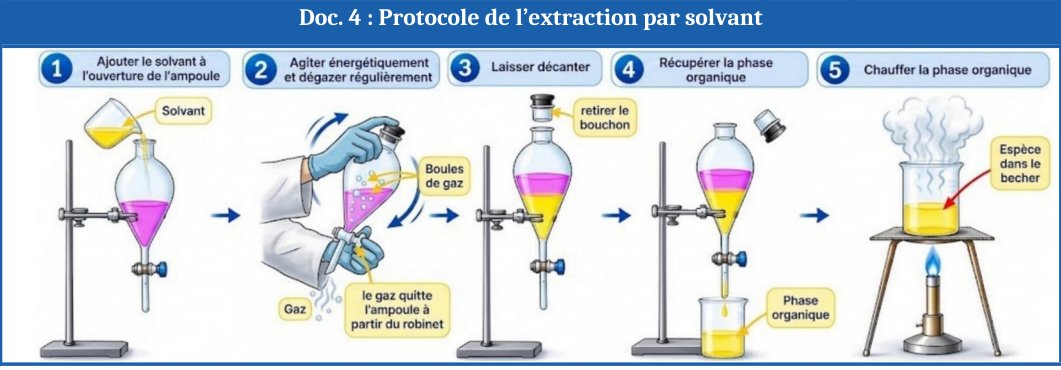 Doc. 4 : Protocole de l’extraction par solvant
1
Ajouter le solvant à
l'ouverture de l'ampoule
2
Agiter énergétiquement
et dégazer régulièrement
3
Laisser décanter
4
Récupérer la phase
organique
5
Chauffer la phase organique
Solvant
Boules
de gaz
Gaz
le gaz quitte
l'ampoule à
partir du robinet
retirer le
bouchon
Phase
organique
Espèce
dans le
becher